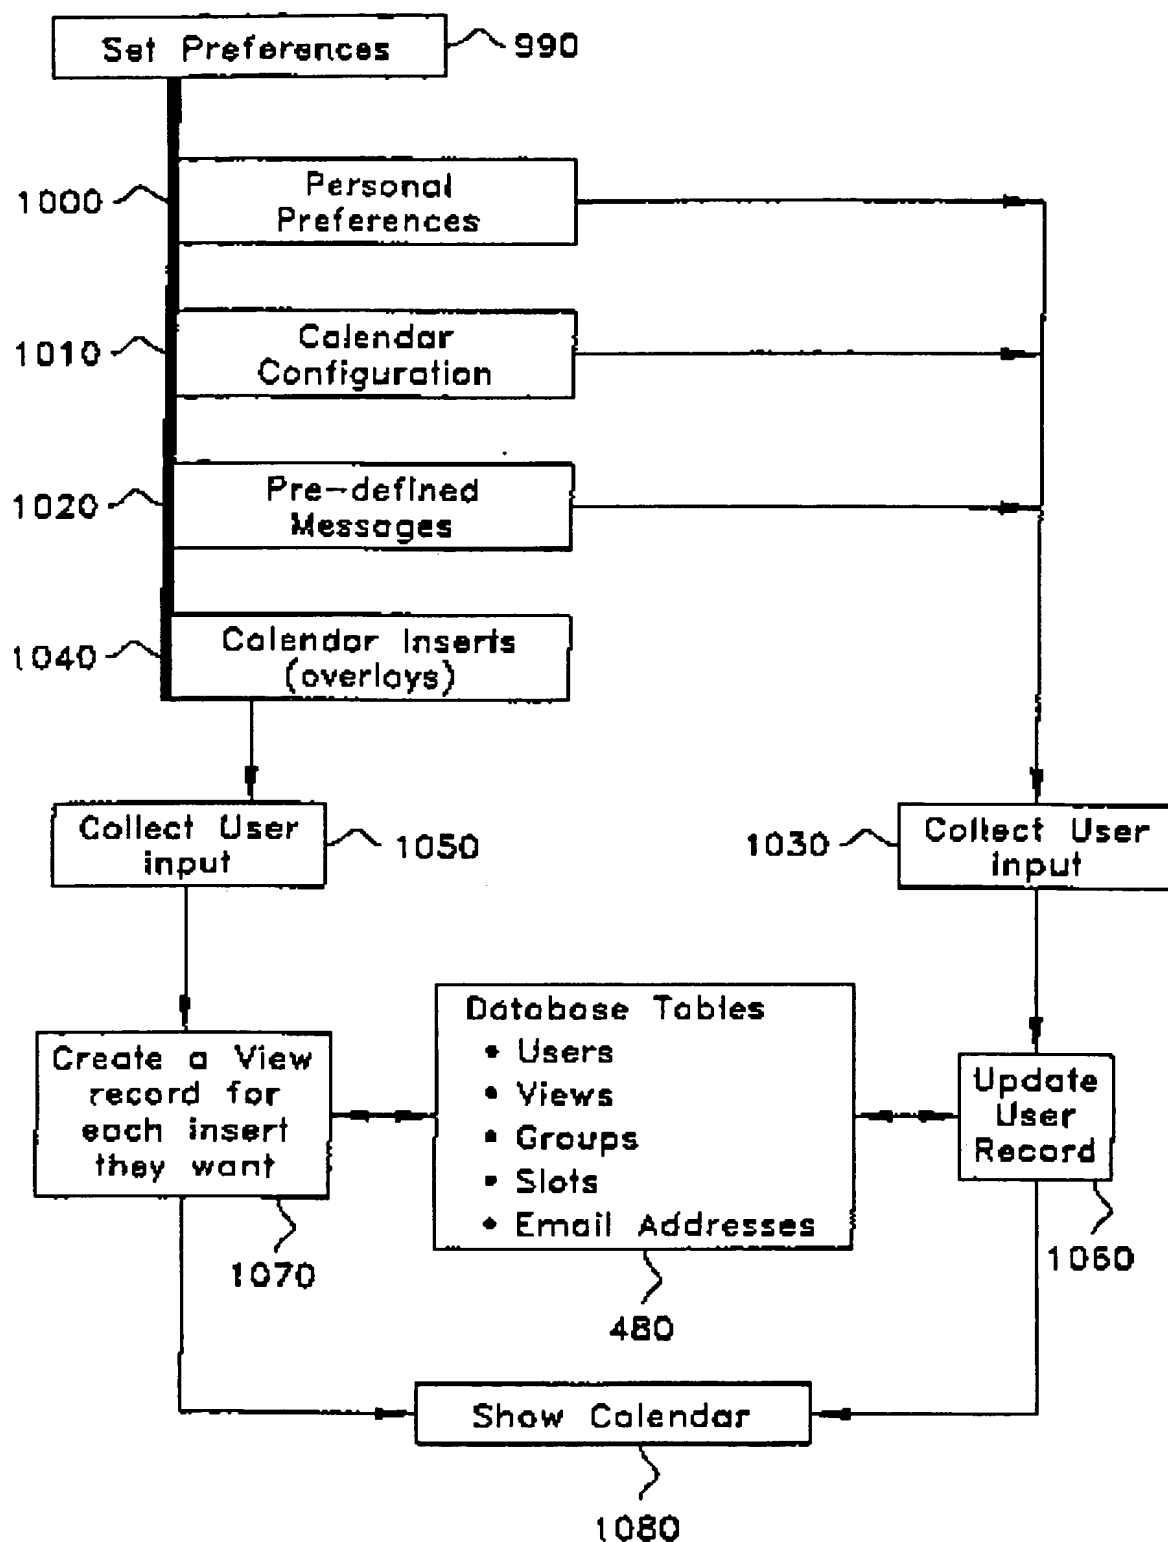 Set Preferences
990
1000
Personal
Preferences
1010
Calendar
Configuration
1020
Pre-defined
Messages
1040
Calendar Inserts
(overlays)
Collect User
input
1050
1030
Collect User
input
Create a View
record for
each insert
they want
1070
Database Tables
• Users
• Views
• Groups
• Slots
• Email Addresses
480
Update
User
Record
1060
Show Calendar
1080